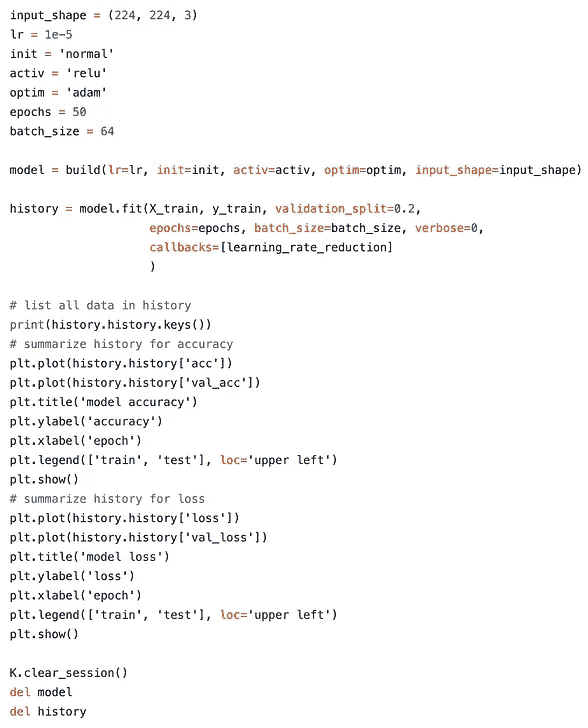 input_shape = (224, 224, 3)
lr = 1e-5
init = 'normal'
activ = 'relu'
optim = 'adam'
epochs = 50
batch_size = 64

model = build(lr=lr, init=init, activ=activ, optim=optim, input_shape=input_shape)

history = model.fit(X_train, y_train, validation_split=0.2,
                    epochs=epochs, batch_size=batch_size, verbose=0,
                    callbacks=[learning_rate_reduction]
                    )

# list all data in history
print(history.history.keys())
# summarize history for accuracy
plt.plot(history.history['acc'])
plt.plot(history.history['val_acc'])
plt.title('model accuracy')
plt.ylabel('accuracy')
plt.xlabel('epoch')
plt.legend(['train', 'test'], loc='upper left')
plt.show()
# summarize history for loss
plt.plot(history.history['loss'])
plt.plot(history.history['val_loss'])
plt.title('model loss')
plt.ylabel('loss')
plt.xlabel('epoch')
plt.legend(['train', 'test'], loc='upper left')
plt.show()

K.clear_session()
del model
del history